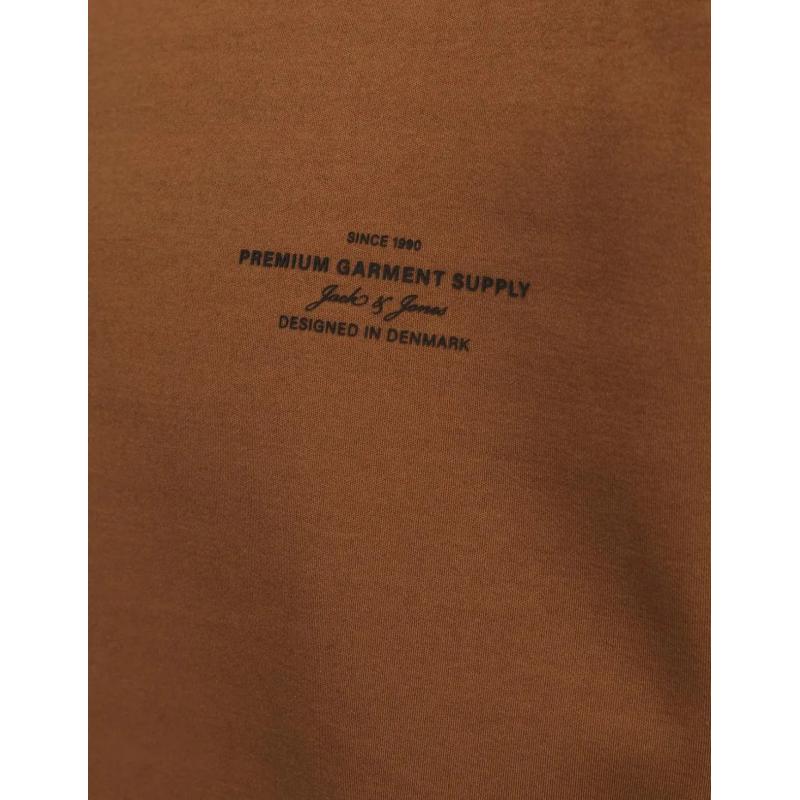 SINCE 1990
PREMIUM GARMENT SUPPLY
Jack & Jones
DESIGNED IN DENMARK